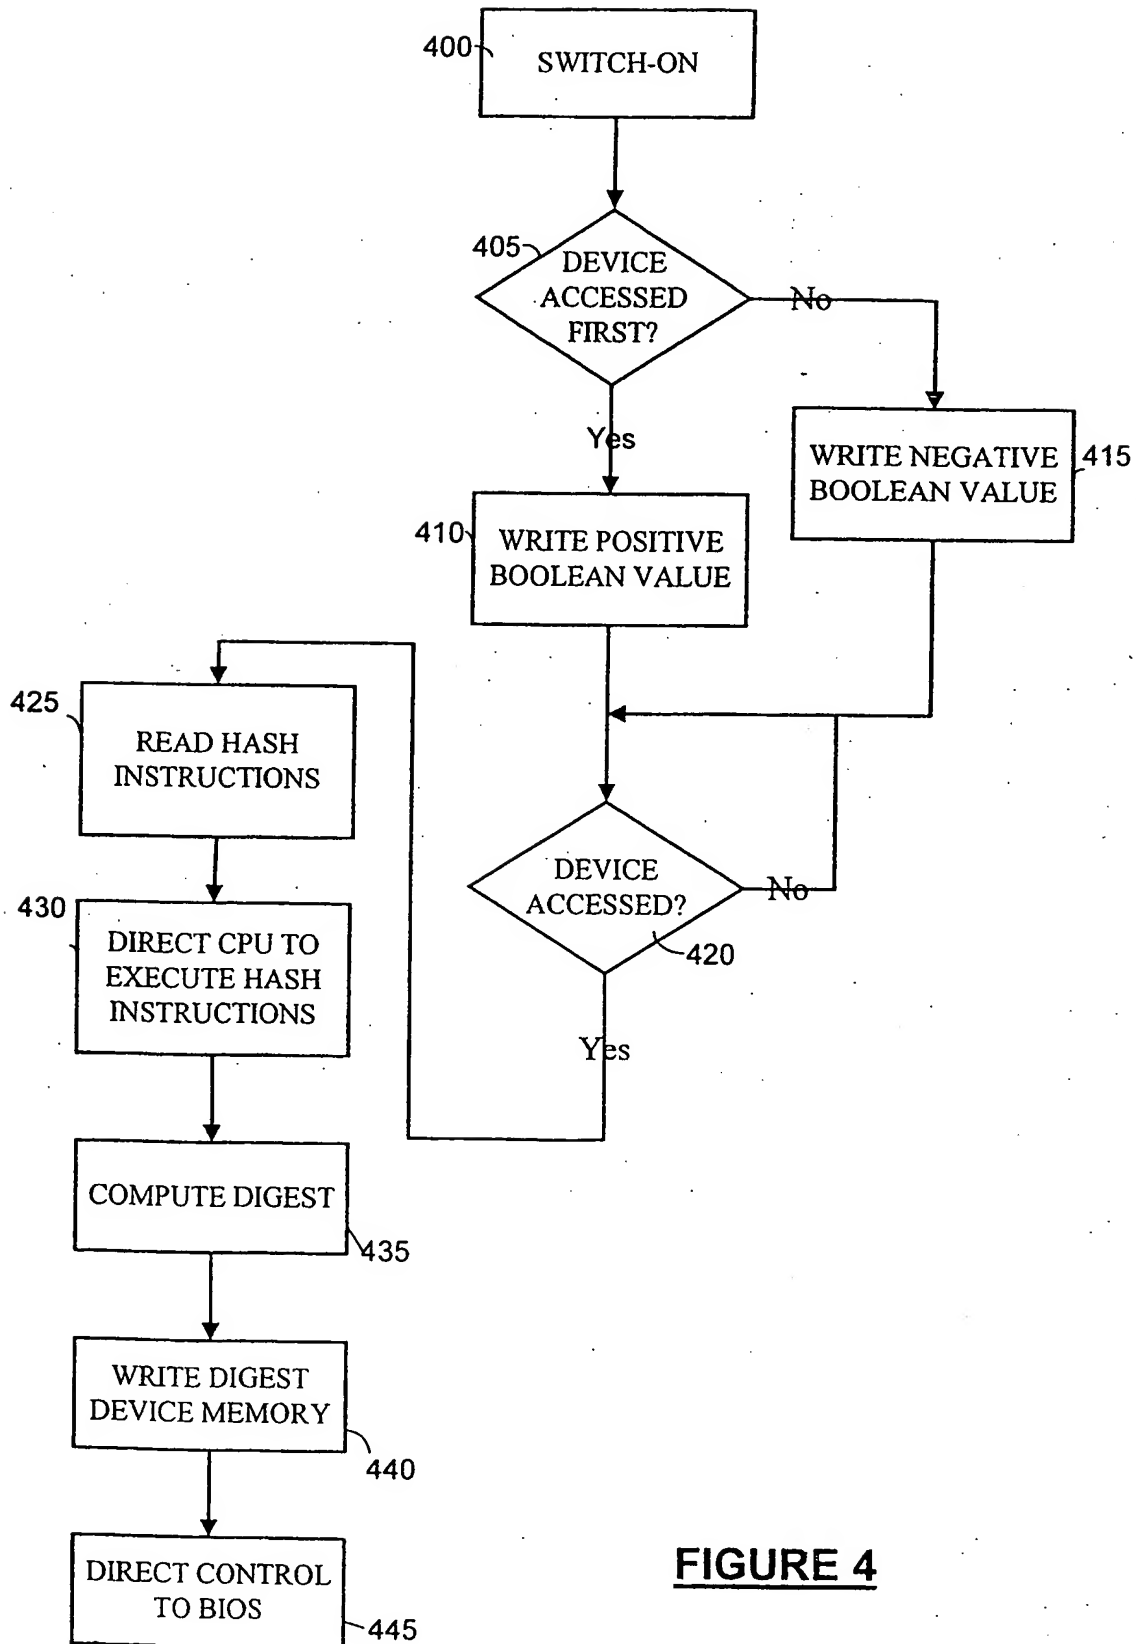 400
SWITCH-ON
405
DEVICE
ACCESSED
FIRST?
No
Yes
WRITE NEGATIVE
BOOLEAN VALUE
415
410
WRITE POSITIVE
BOOLEAN VALUE
425
READ HASH
INSTRUCTIONS
DEVICE
ACCESSED?
No
420
Yes
430
DIRECT CPU TO
EXECUTE HASH
INSTRUCTIONS
COMPUTE DIGEST
435
WRITE DIGEST
DEVICE MEMORY
440
DIRECT CONTROL
TO BIOS
445
FIGURE 4